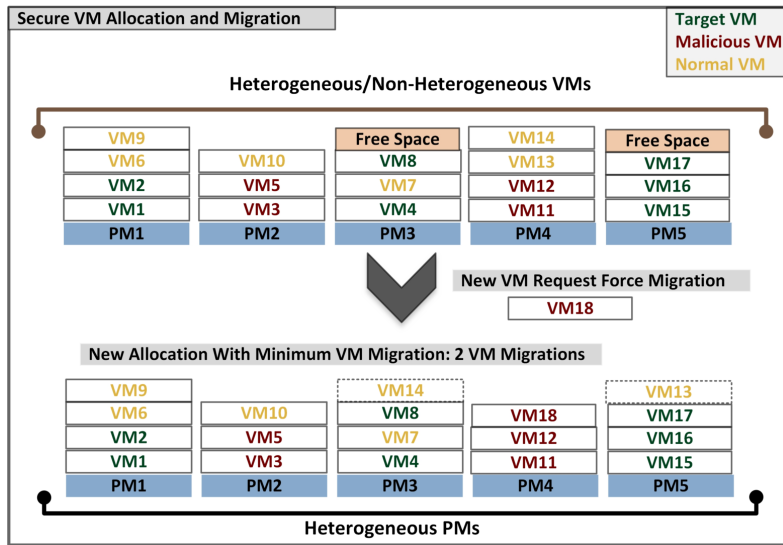 Secure VM Allocation and Migration
Target VM
Malicious VM
Normal VM
Heterogeneous/Non-Heterogeneous VMs
VM9 Free Space VM14 Free Space
VM6 VM10 VM8 VM13 VM17
VM2 VM5 VM7 VM12 VM16
VM1 VM3 VM4 VM11 VM15
PM1 PM2 PM3 PM4 PM5
New VM Request Force Migration
VM18
New Allocation With Minimum VM Migration: 2 VM Migrations
VM9 VM14 VM13
VM6 VM10 VM8 VM18 VM17
VM2 VM5 VM7 VM12 VM16
VM1 VM3 VM4 VM11 VM15
PM1 PM2 PM3 PM4 PM5
Heterogeneous PMs